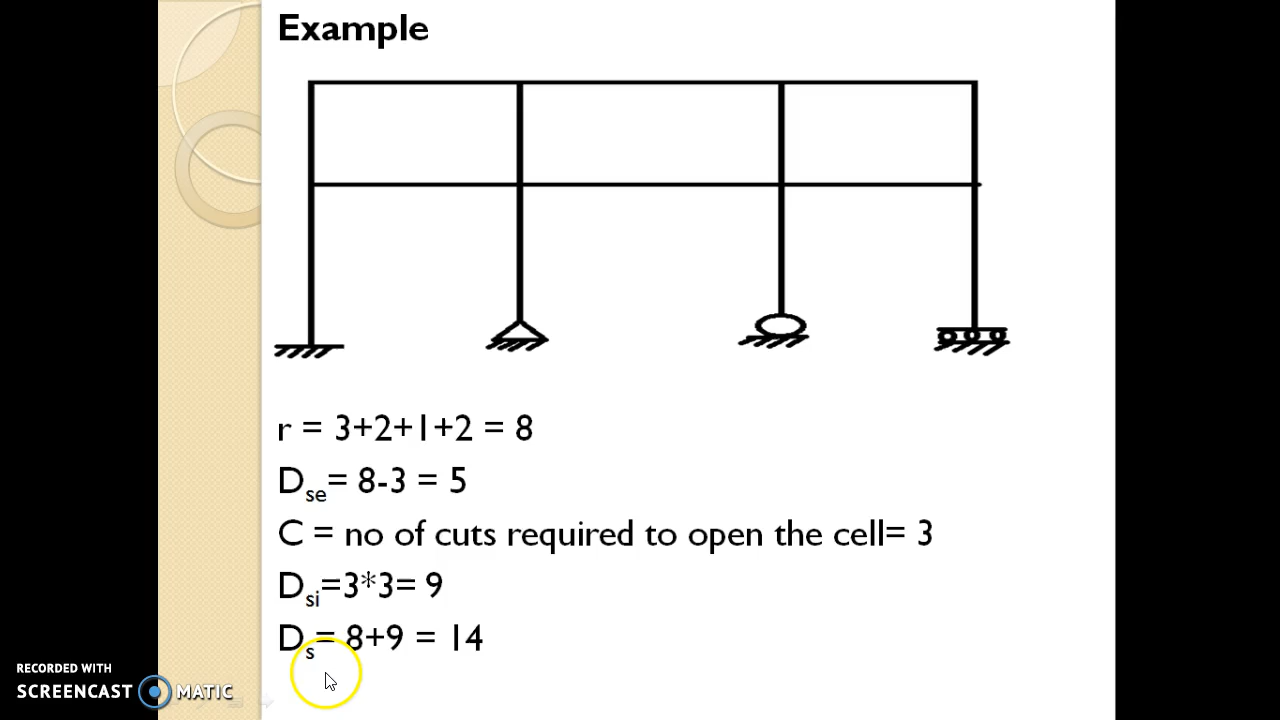 Example
r = 3+2+1+2 = 8
Dse= 8-3 = 5
C = no of cuts required to open the cell= 3
Dsi=3*3= 9
Ds= 8+9 = 14
RECORDED WITH
SCREENCAST MATIC